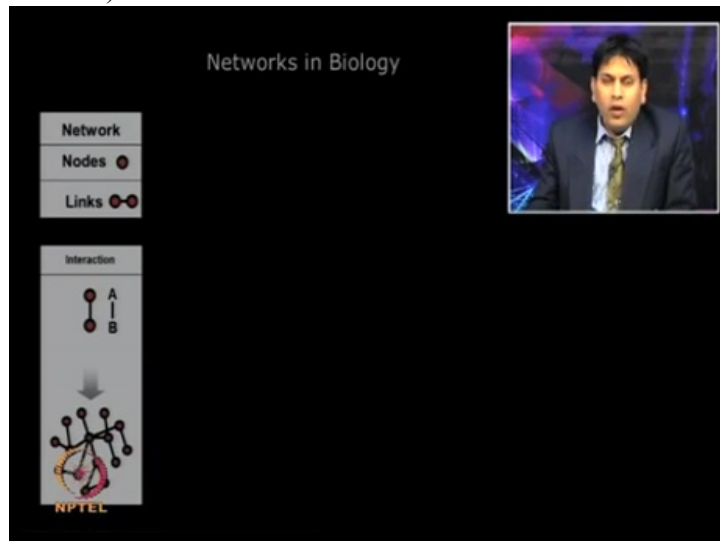 Networks in Biology
Network
Nodes
Links
Interaction
A
B
NPTEL